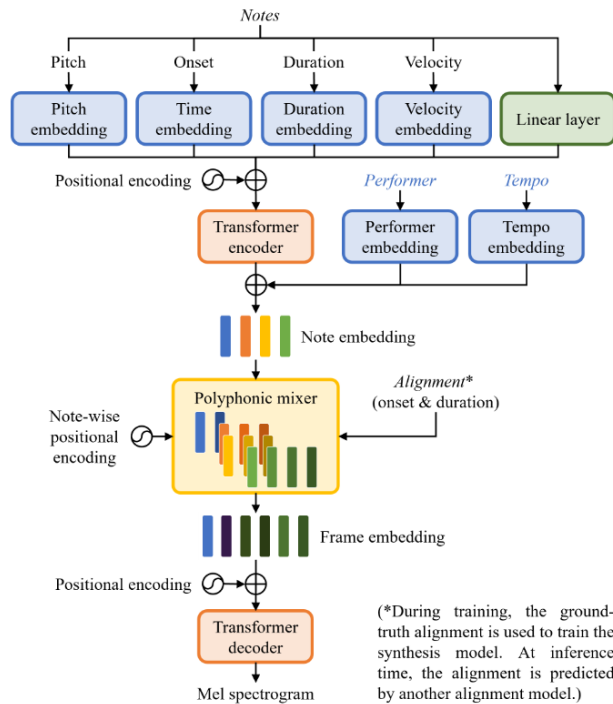 Notes
Pitch Onset Duration Velocity
Pitch embedding
Time embedding
Duration embedding
Velocity embedding
Linear layer
Positional encoding
Performer Tempo
Transformer encoder
Performer embedding
Tempo embedding
Note embedding
Polyphonic mixer
Alignment*
(onset & duration)
Note-wise
positional
encoding
Frame embedding
Positional encoding
Transformer
decoder
Mel spectrogram
(*During training, the ground-
truth alignment is used to train the
synthesis model. At inference
time, the alignment is predicted
by another alignment model.)